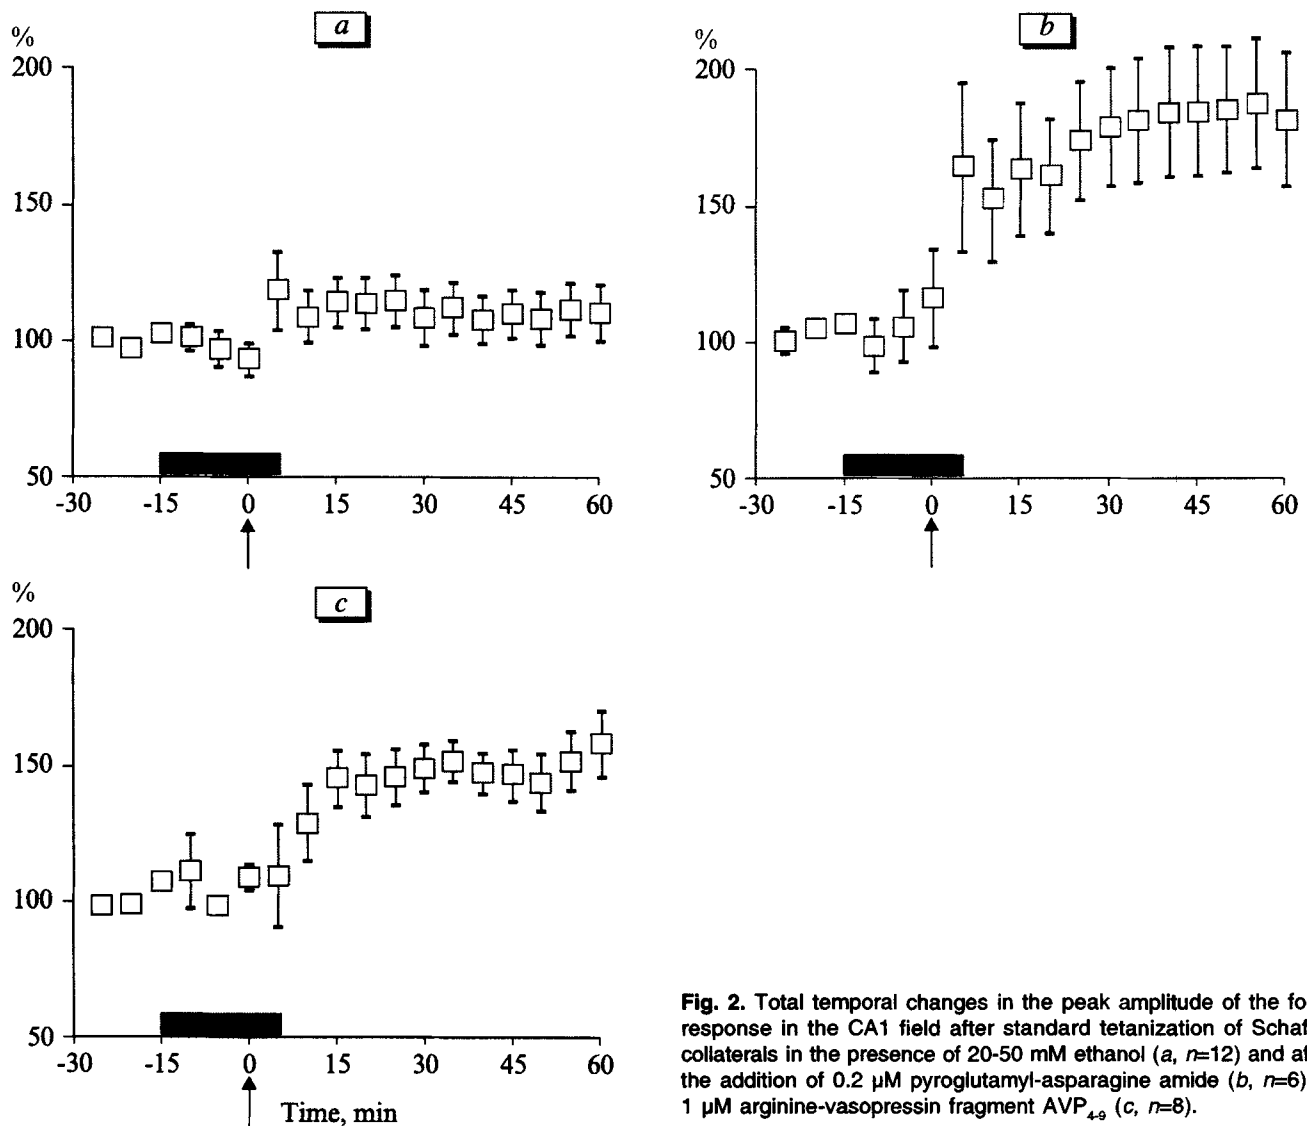 a
%
200
150
100
50
-30 -15 0 15 30 45 60
b
%
200
150
100
50
-30 -15 0 15 30 45 60
c
%
200
150
100
50
-30 -15 0 15 30 45 60
Time, min
Fig. 2. Total temporal changes in the peak amplitude of the fo
response in the CA1 field after standard tetanization of Schaf
collaterals in the presence of 20-50 mM ethanol (a, n=12) and af
the addition of 0.2 μM pyroglutamyl-asparagine amide (b, n=6)
1 μM arginine-vasopressin fragment AVP₄₋₉ (c, n=8).